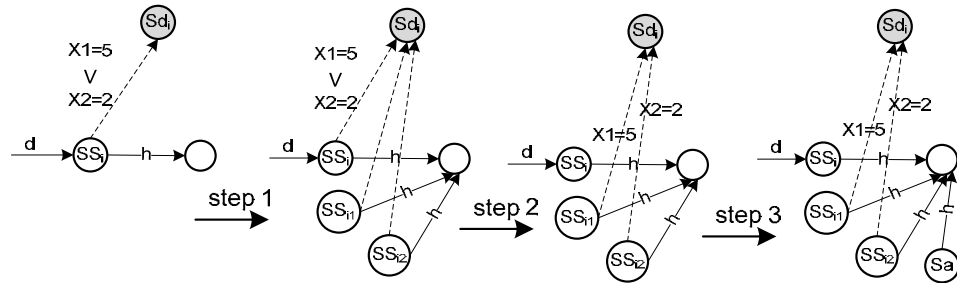 Sdᵢ
X1=5
V
X2=2
d
SSᵢ
h
step 1
Sdᵢ
X1=5
V
X2=2
d
SSᵢ
h
SSᵢ₁
h
SSᵢ₂
h
step 2
Sdᵢ
X2=2
X1=5
d
SSᵢ
h
SSᵢ₁
h
SSᵢ₂
h
step 3
Sdᵢ
X2=2
X1=5
d
SSᵢ
h
SSᵢ₁
h
SSᵢ₂
h
h
Sa